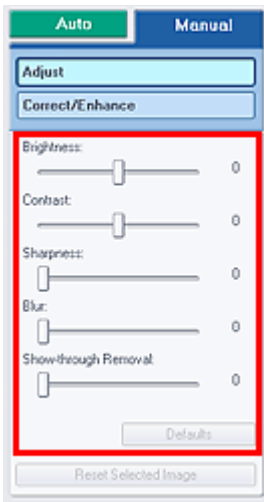 Auto Manual
Adjust
Correct/Enhance
Brightness:
0
Contrast:
0
Sharpness:
0
Blur:
0
Show-through Removal:
0
Defaults
Reset Selected Image